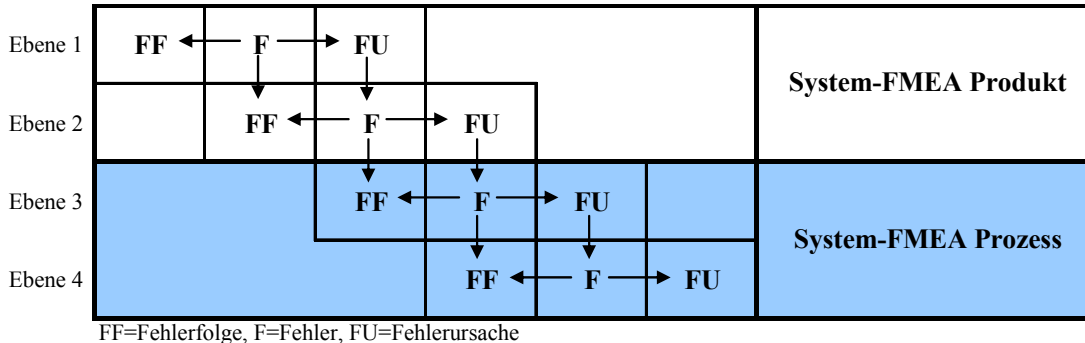 Ebene 1 FF F FU
System-FMEA Produkt
Ebene 2 FF F FU
Ebene 3 FF F FU
System-FMEA Prozess
Ebene 4 FF F FU
FF=Fehlerfolge, F=Fehler, FU=Fehlerursache